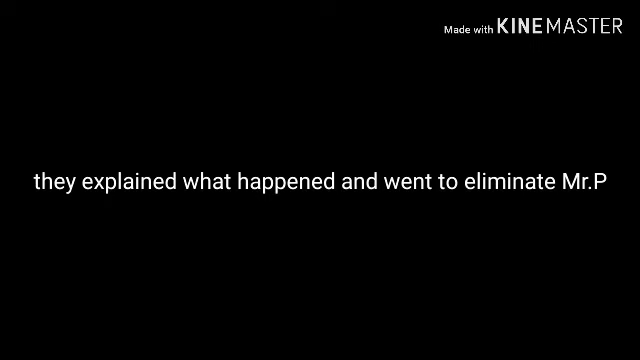 Made with KINEMASTER
they explained what happened and went to eliminate Mr.P